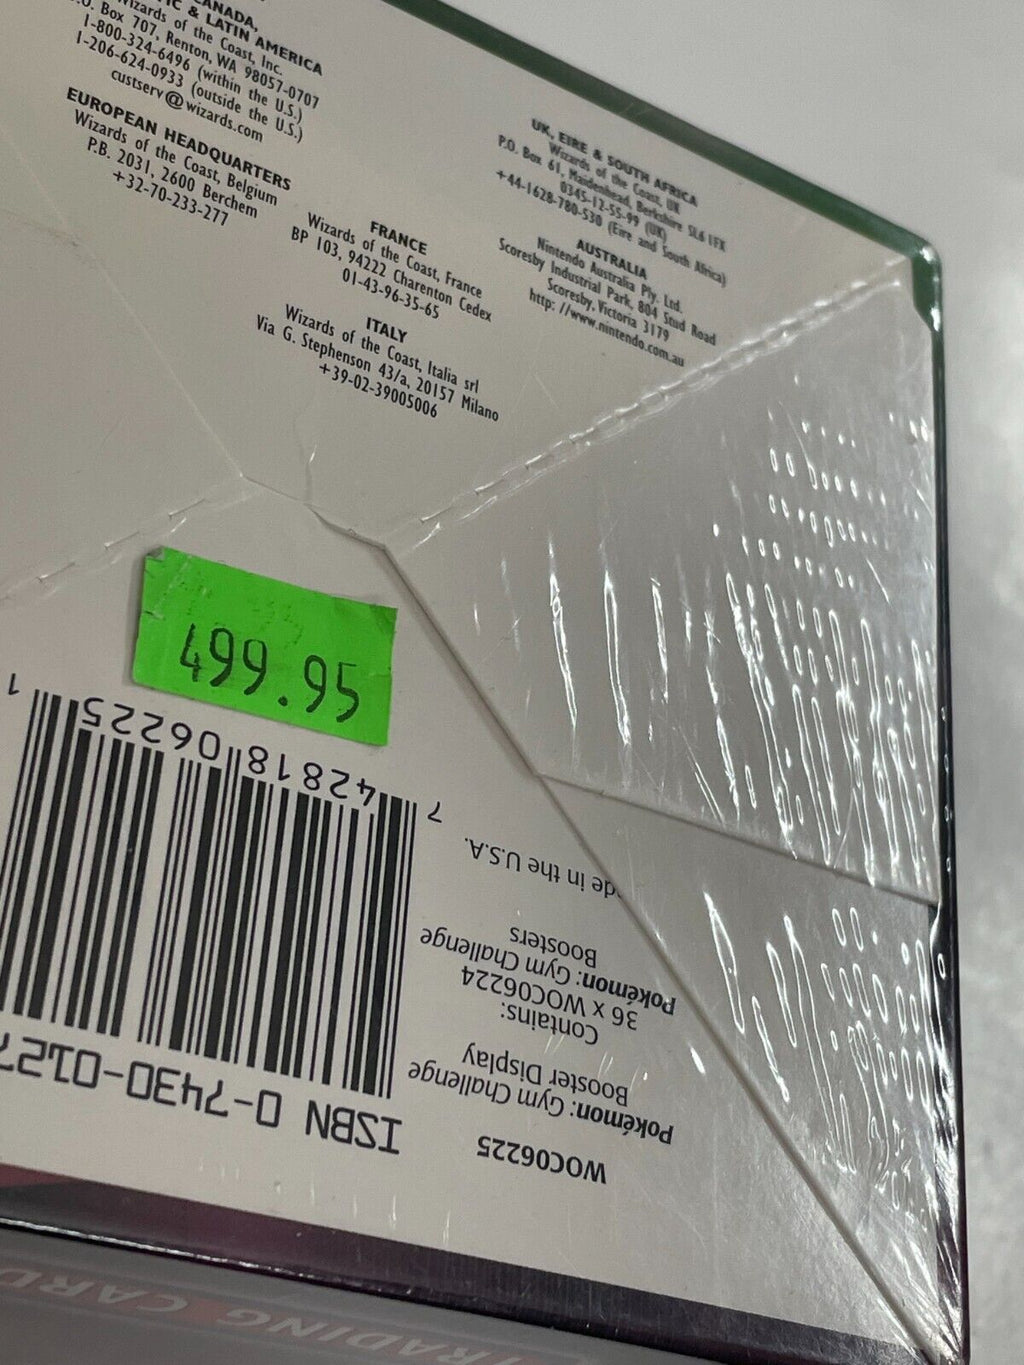 CANADA,
IC & LATIN AMERICA
Wizards of the Coast, Inc.
.O. Box 707, Renton, WA 98057-0707
1-800-324-6496 (within the U.S.)
1-206-624-0933 (outside the U.S.)
custserv@wizards.com
EUROPEAN HEADQUARTERS
Wizards of the Coast, Belgium
P.B. 2031, 2600 Berchem
+32-70-233-277
FRANCE
Wizards of the Coast, France
BP 103, 94222 Charenton Cedex
01-43-96-35-65
ITALY
Wizards of the Coast, Italia srl
Via G. Stephenson 43/a, 20157 Milano
+39-02-39005006
UK, EIRE & SOUTH AFRICA
Wizards of the Coast, UK
P.O. Box 61, Maidenhead, Berkshire SL6 1FX
0345-12-55-99 (UK)
+44-1628-780-530 (Eire and South Africa)
AUSTRALIA
Nintendo Australia Pty. Ltd.
Scoresby Industrial Park, 804 Stud Road
Scoresby, Victoria 3179
http: //www.nintendo.com.au
499.95
WOC06225
Pokémon: Gym Challenge
Booster Display
Contains:
36 x WOC06224
Pokémon: Gym Challenge
Boosters
de in the U.S.A.
ISBN 0-7430-0127
7 42818 06225 1
TRADING CARD